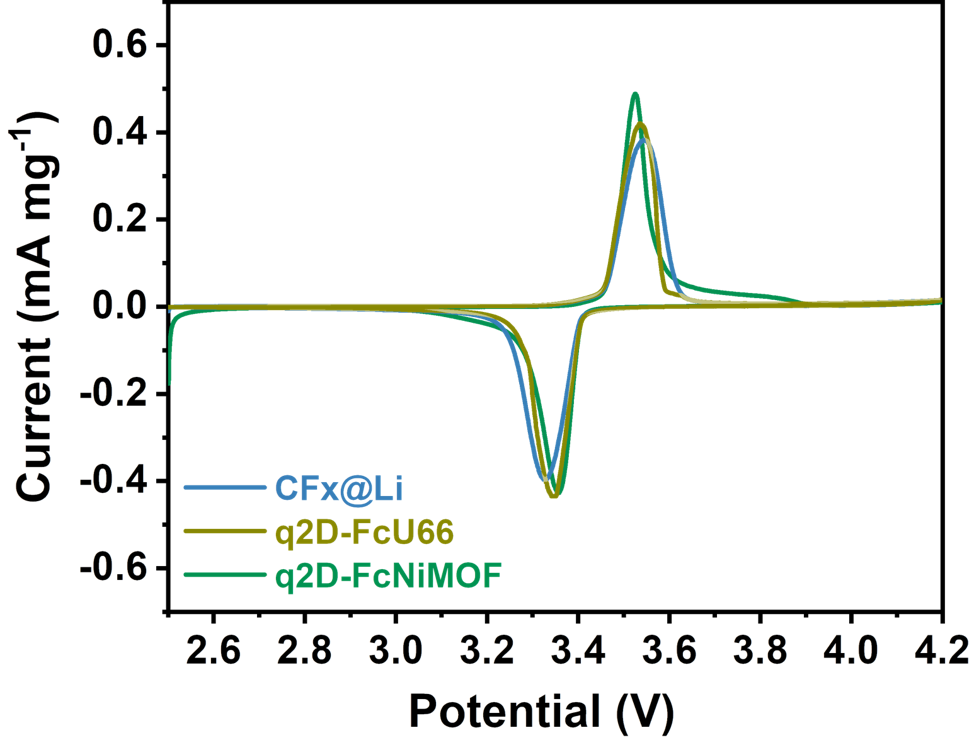 Current (mA mg⁻¹)
0.6
0.4
0.2
0.0
-0.2
-0.4
-0.6
CFx@Li
q2D-FcU66
q2D-FcNiMOF
2.6 2.8 3.0 3.2 3.4 3.6 3.8 4.0 4.2
Potential (V)